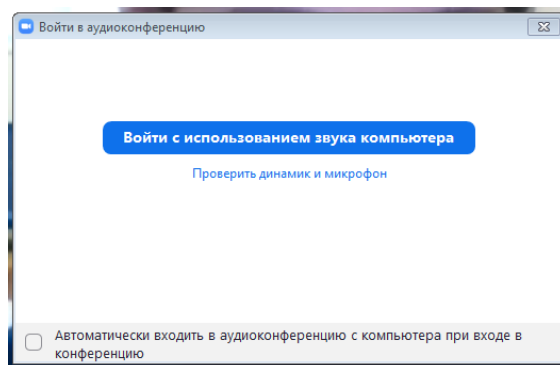 Войти в аудиоконференцию
Войти с использованием звука компьютера
Проверить динамик и микрофон
Автоматически входить в аудиоконференцию с компьютера при входе в
конференцию